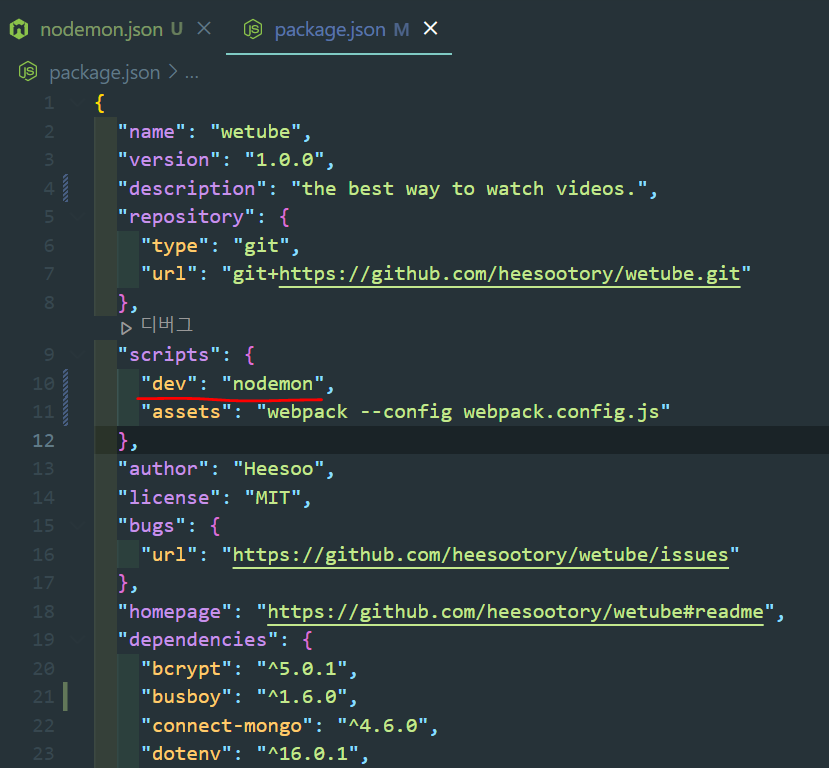 nodemon.json U
package.json M
package.json > ...
1 {
2 "name": "wetube",
3 "version": "1.0.0",
4 "description": "the best way to watch videos.",
5 "repository": {
6 "type": "git",
7 "url": "git+https://github.com/heesootory/wetube.git"
8 },
디버그
9 "scripts": {
10 "dev": "nodemon",
11 "assets": "webpack --config webpack.config.js"
12 },
13 "author": "Heesoo",
14 "license": "MIT",
15 "bugs": {
16 "url": "https://github.com/heesootory/wetube/issues"
17 },
18 "homepage": "https://github.com/heesootory/wetube#readme",
19 "dependencies": {
20 "bcrypt": "^5.0.1",
21 "busboy": "^1.6.0",
22 "connect-mongo": "^4.6.0",
23 "dotenv": "^16.0.1",